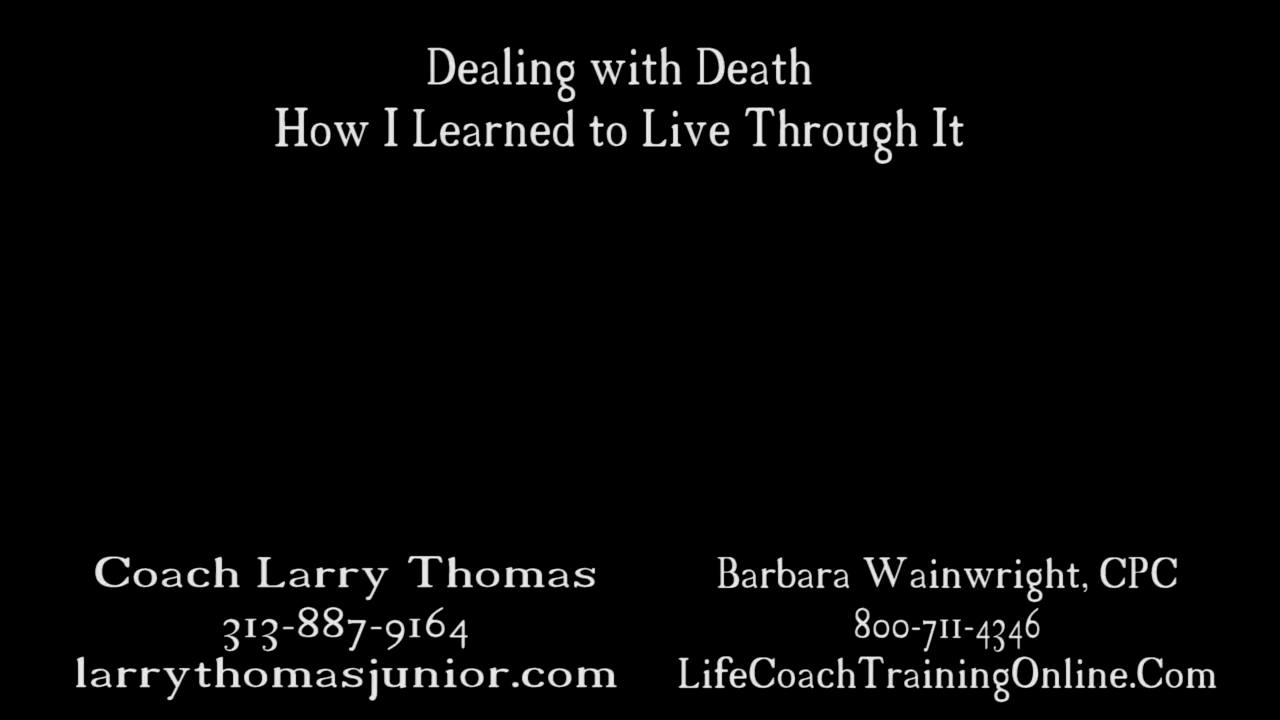 Dealing with Death
How I Learned to Live Through It
Coach Larry Thomas
313-887-9164
larrythomasjunior.com
Barbara Wainwright, CPC
800-711-4346
LifeCoachTrainingOnline.Com